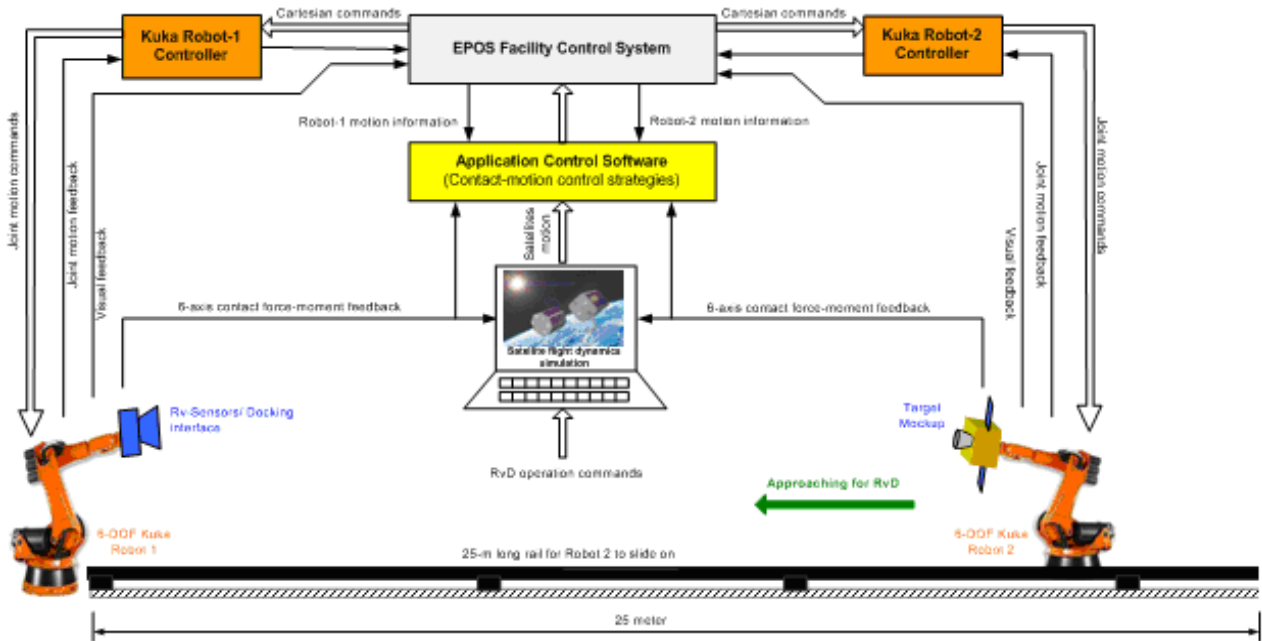 Cartesian commands
Cartesian commands
Kuka Robot-1
Controller
EPOS Facility Control System
Kuka Robot-2
Controller
Robot-1 motion information
Robot-2 motion information
Application Control Software
(Contact-motion control strategies)
Joint motion commands
Joint motion feedback
Visual feedback
Satellites
motion
Visual feedback
Joint motion feedback
Joint motion commands
6-axis contact force-moment feedback
6-axis contact force-moment feedback
Satellite flight dynamics
simulation
Rv-Sensors/ Docking
interface
Target
Mockup
RvD operation commands
Approaching for RvD
6-DOF Kuka
Robot 1
25-m long rail for Robot 2 to slide on
6-DOF Kuka
Robot 2
25 meter